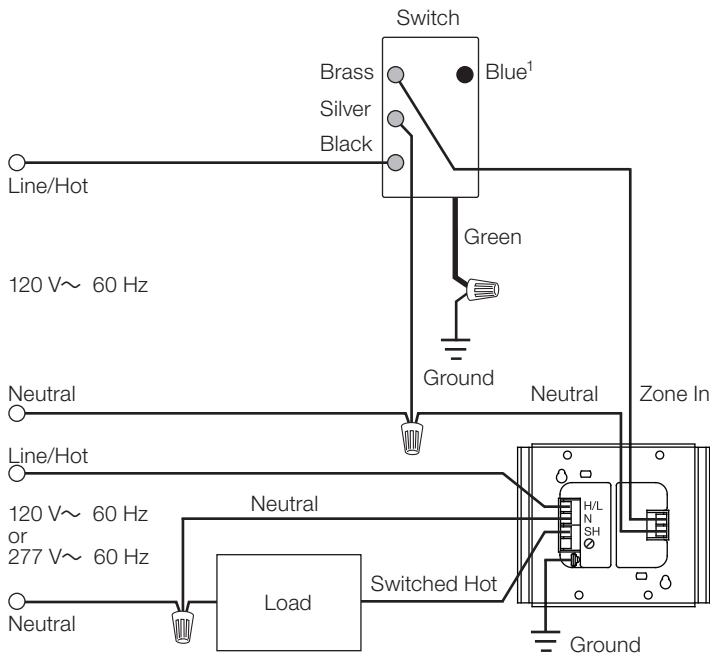 Switch
Brass
Blue¹
Silver
Black
Line/Hot
Green
120 V～ 60 Hz
Ground
Neutral
Neutral
Zone In
Line/Hot
Neutral
H/L
N
SH
120 V～ 60 Hz
or
277 V～ 60 Hz
Switched Hot
Load
Neutral
Ground